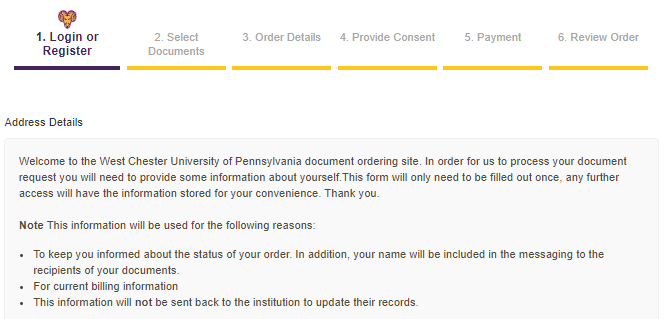 1. Login or
Register
2. Select
Documents
3. Order Details
4. Provide Consent
5. Payment
6. Review Order
Address Details
Welcome to the West Chester University of Pennsylvania document ordering site. In order for us to process your document
request you will need to provide some information about yourself.This form will only need to be filled out once, any further
access will have the information stored for your convenience. Thank you.
Note This information will be used for the following reasons:
• To keep you informed about the status of your order. In addition, your name will be included in the messaging to the
recipients of your documents.
• For current billing information
• This information will not be sent back to the institution to update their records.